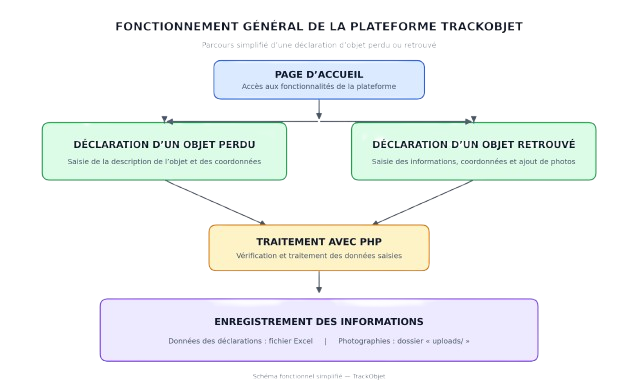 FONCTIONNEMENT GÉNÉRAL DE LA PLATEFORME TRACKOBJET
Parcours simplifié d’une déclaration d’objet perdu ou retrouvé
PAGE D’ACCUEIL
Accès aux fonctionnalités de la plateforme
DÉCLARATION D’UN OBJET PERDU
Saisie de la description de l’objet et des coordonnées
DÉCLARATION D’UN OBJET RETROUVÉ
Saisie des informations, coordonnées et ajout de photos
TRAITEMENT AVEC PHP
Vérification et traitement des données saisies
ENREGISTREMENT DES INFORMATIONS
Données des déclarations : fichier Excel | Photographies : dossier « uploads/ »
Schéma fonctionnel simplifié — TrackObjet